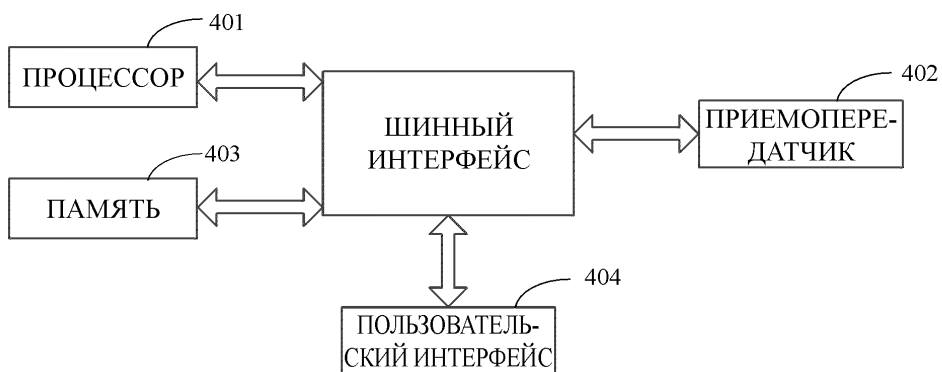 401
ПРОЦЕССОР
403
ПАМЯТЬ
ШИННЫЙ
ИНТЕРФЕЙС
402
ПРИЕМОПЕРЕ-
ДАТЧИК
404
ПОЛЬЗОВАТЕЛЬ-
СКИЙ ИНТЕРФЕЙС